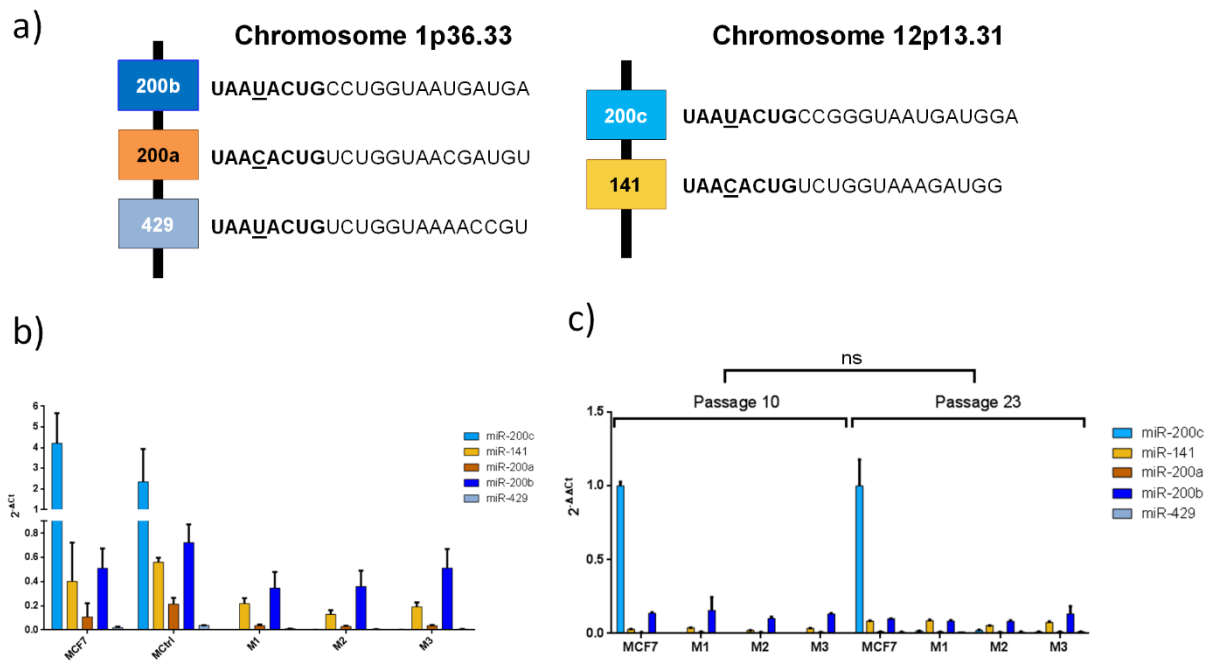 a)
Chromosome 1p36.33
200b UAAUACUGCCUGGUAAUGAUGA
200a UAACACUGUCUGGUAACGAUGU
429 UAAUACUGUCUGGUAAAACCGU
Chromosome 12p13.31
200c UAAUACUGCCGGGUAAUGAUGGA
141 UAACACUGUCUGGUAAAGAUGG
b)
6
5
4
3
2
1
0.8
0.6
0.4
0.2
0.0
2^-ΔCt
MCF7 MCtrl M1 M2 M3
miR-200c
miR-141
miR-200a
miR-200b
miR-429
c)
ns
Passage 10 Passage 23
1.5
1.0
0.5
0.0
2^-ΔΔCt
MCF7 M1 M2 M3 MCF7 M1 M2 M3
miR-200c
miR-141
miR-200a
miR-200b
miR-429